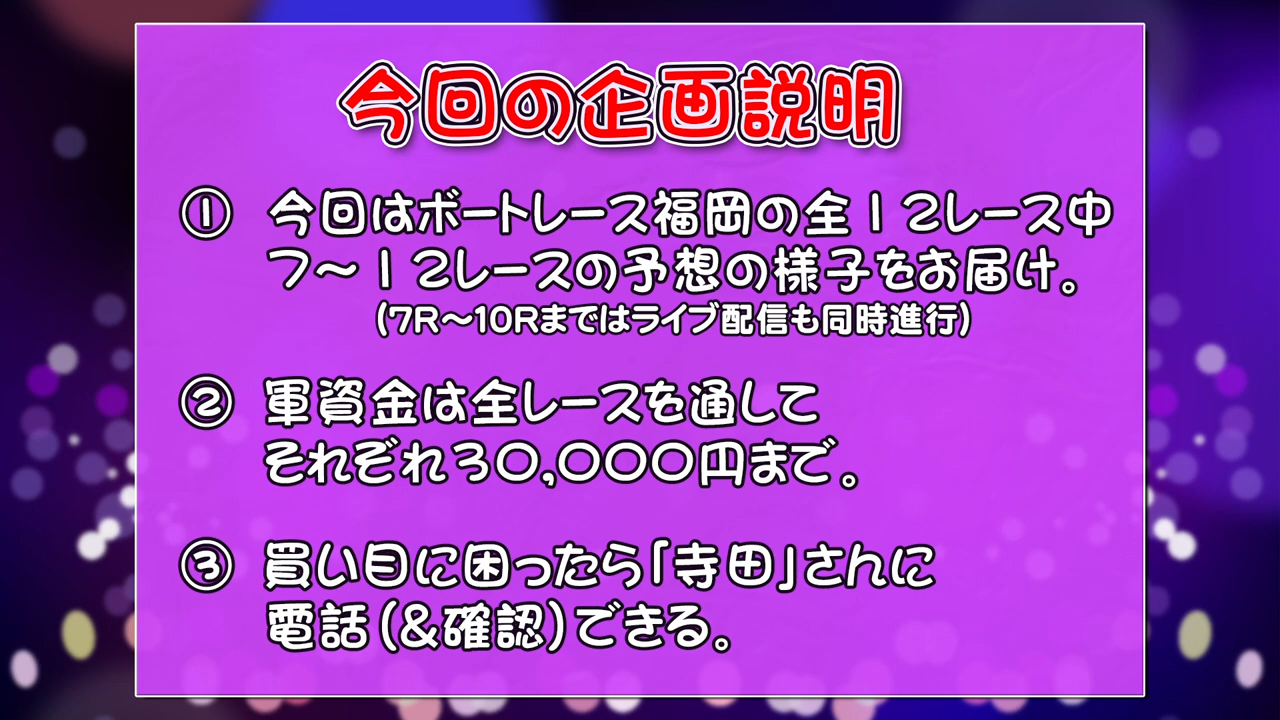 今回の企画説明
① 今回はボートレース福岡の全12レース中
7～12レースの予想の様子をお届け。
(7R～10Rまではライブ配信も同時進行)
② 軍資金は全レースを通して
それぞれ30,000円まで。
③ 買い目に困ったら「寺田」さんに
電話(&確認)できる。